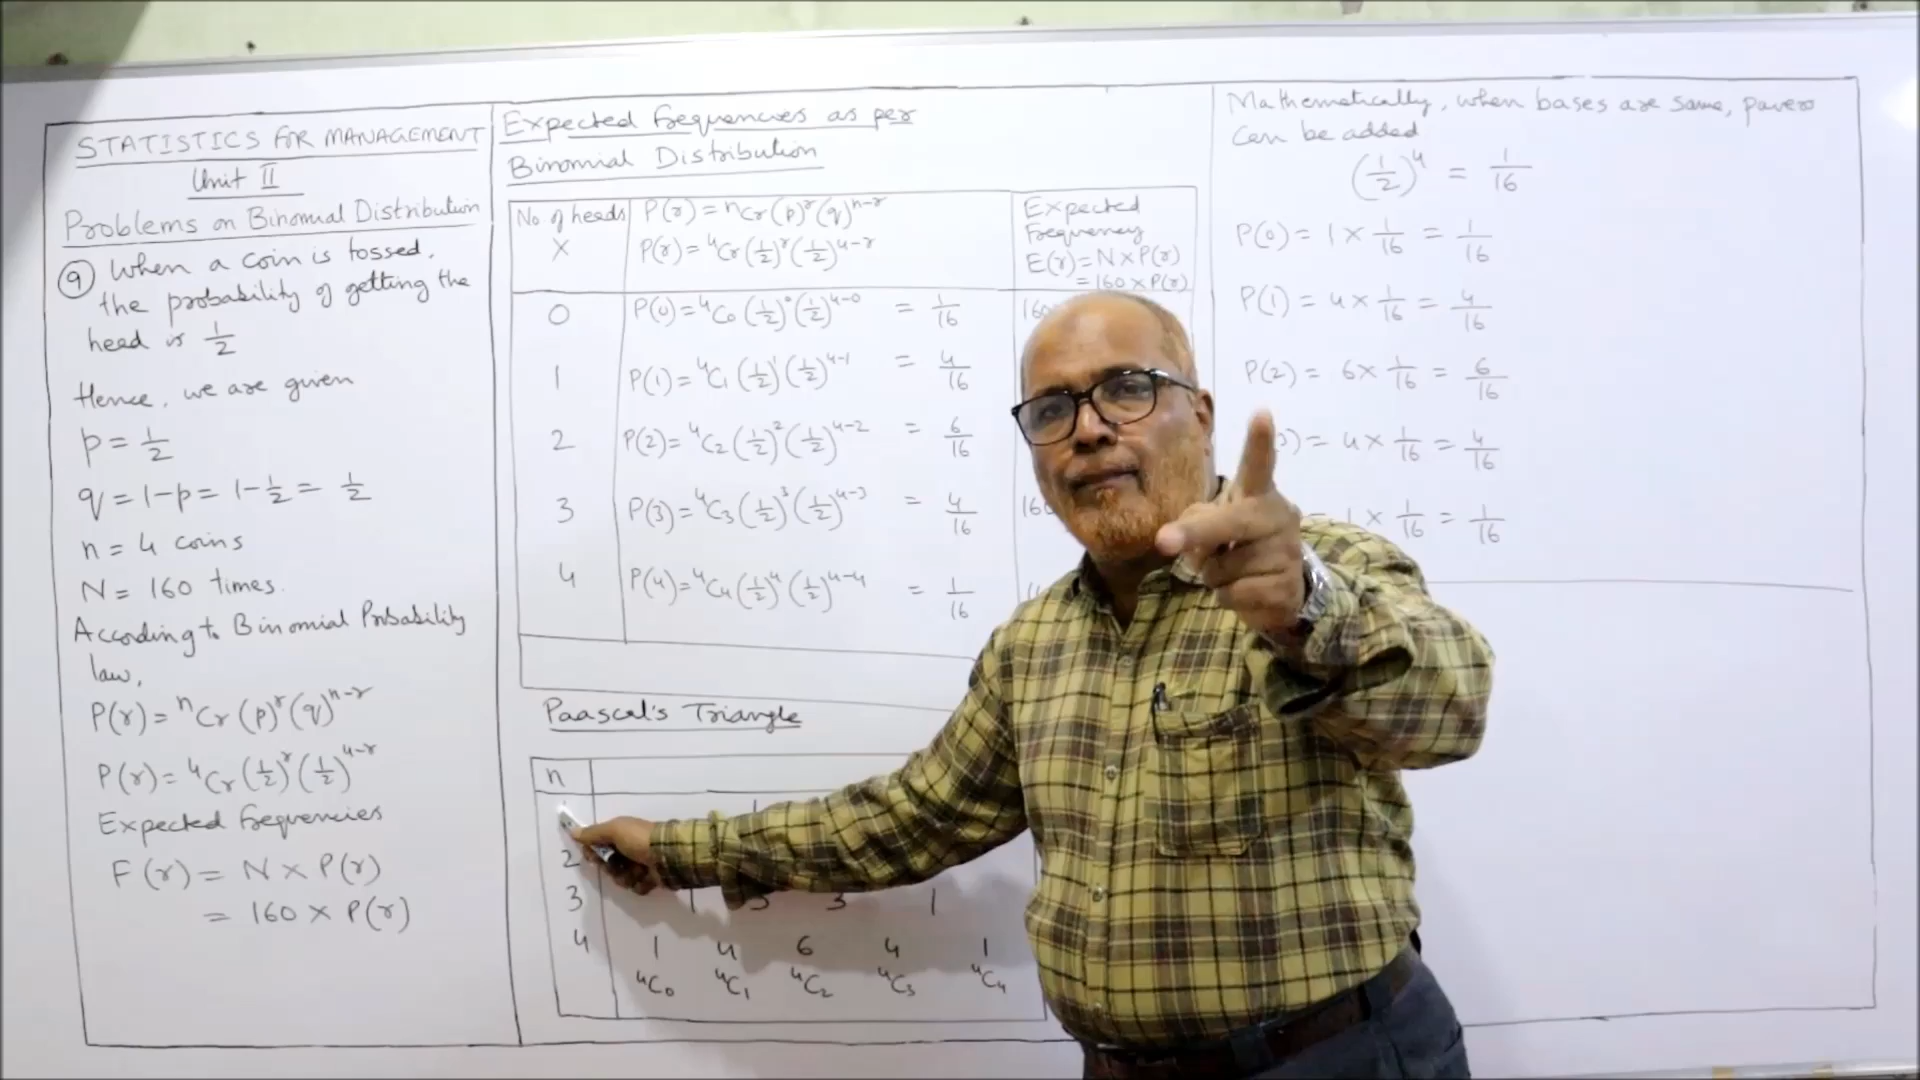 STATISTICS FOR MANAGEMENT
Unit II
Problems on Binomial Distribution
9 When a coin is tossed,
the probability of getting the
head is 1/2
Hence, we are given
p = 1/2
q = 1-p = 1-1/2 = 1/2
n = 4 coins
N = 160 times.
According to Binomial Probability
law,
P(r) = ⁿCr (p)^r (q)^n-r
P(r) = ⁴Cr (1/2)^r (1/2)^4-r
Expected frequencies
F(r) = N × P(r)
= 160 × P(r)
Expected frequencies as per
Binomial Distribution
No. of heads X P(r) = ⁿCr (p)^r (q)^n-r
P(r) = ⁴Cr (1/2)^r (1/2)^4-r
Expected
frequency
E(r) = N × P(r)
= 160 × P(r)
0 P(0) = ⁴C₀ (1/2)^0 (1/2)^4-0 = 1/16 160
1 P(1) = ⁴C₁ (1/2)^1 (1/2)^4-1 = 4/16
2 P(2) = ⁴C₂ (1/2)^2 (1/2)^4-2 = 6/16
3 P(3) = ⁴C₃ (1/2)^3 (1/2)^4-3 = 4/16 160
4 P(4) = ⁴C₄ (1/2)^4 (1/2)^4-4 = 1/16
Paascal's Triangle
n
2
3 1 3 3 1
4 1 4 6 4 1
⁴C₀ ⁴C₁ ⁴C₂ ⁴C₃ ⁴C₄
Mathematically, when bases are same, powers
can be added
(1/2)^4 = 1/16
P(0) = 1 × 1/16 = 1/16
P(1) = 4 × 1/16 = 4/16
P(2) = 6 × 1/16 = 6/16
) = 4 × 1/16 = 4/16
= 1 × 1/16 = 1/16